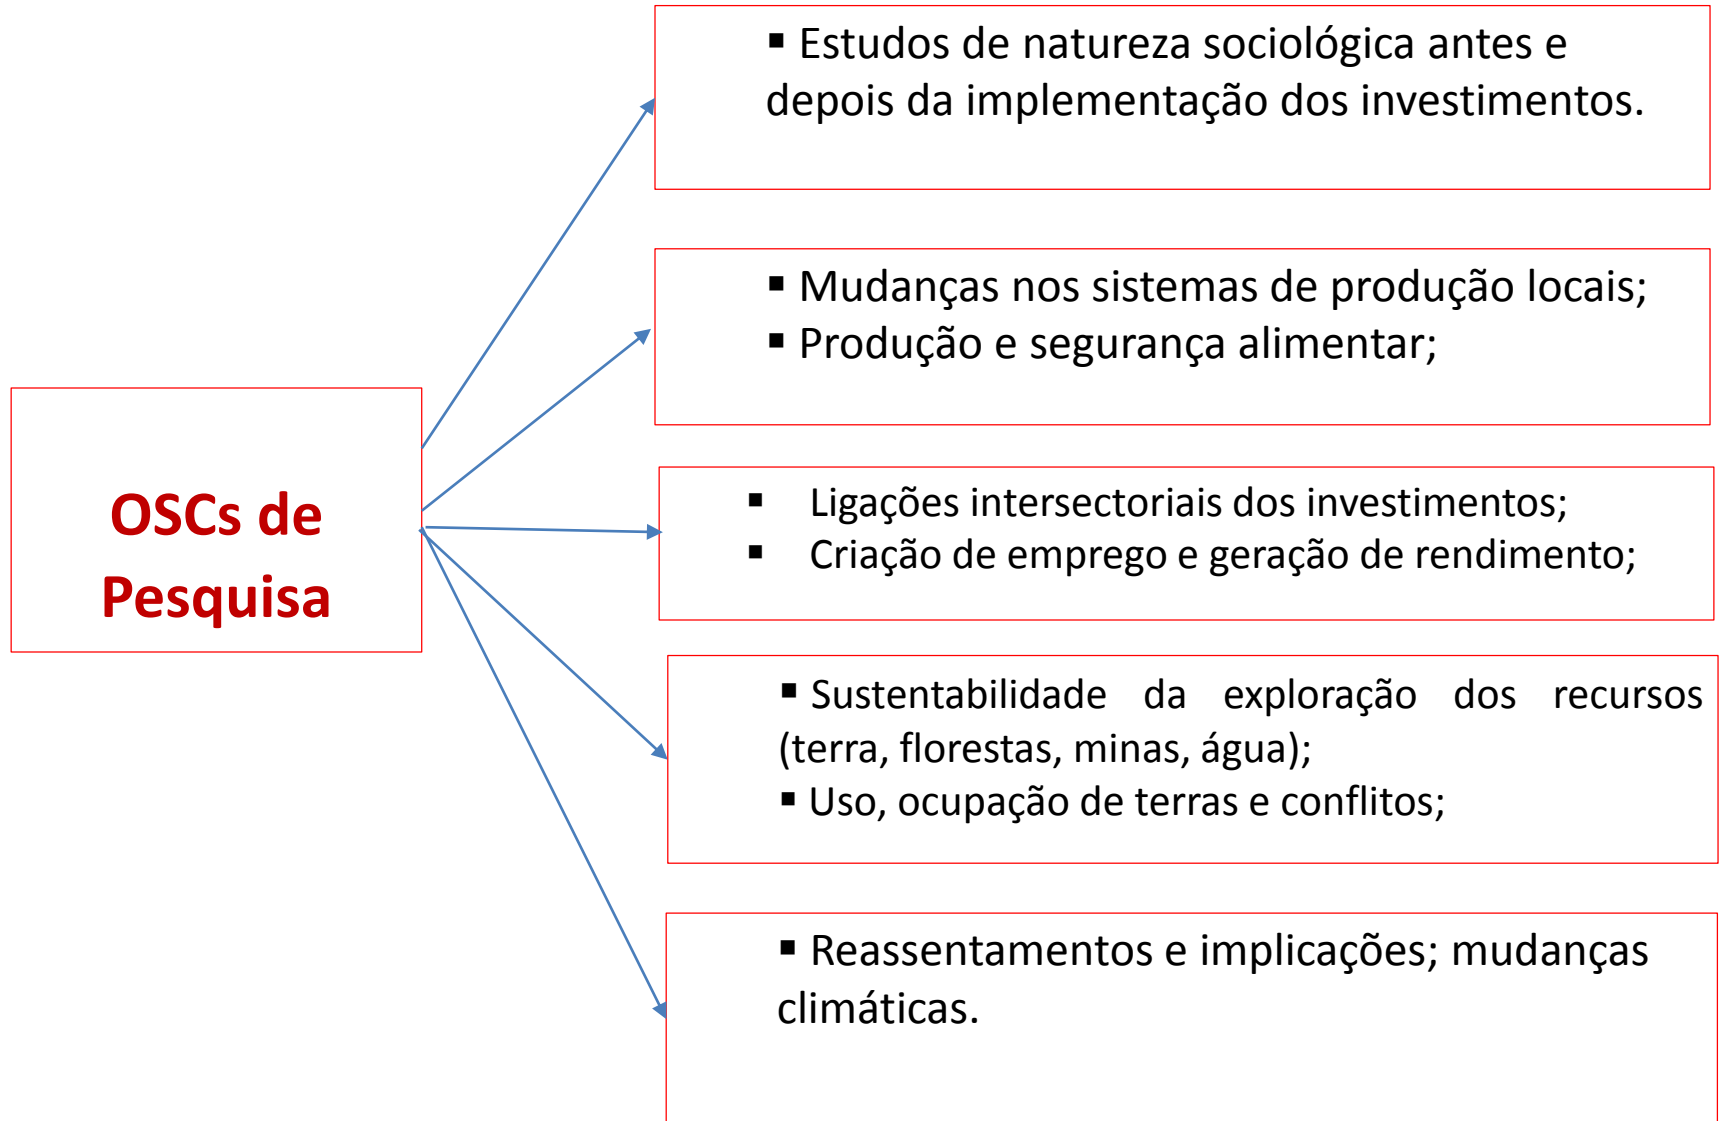 ▪ Estudos de natureza sociológica antes e
depois da implementação dos investimentos.
▪ Mudanças nos sistemas de produção locais;
▪ Produção e segurança alimentar;
OSCs de
Pesquisa
▪ Ligações intersectoriais dos investimentos;
▪ Criação de emprego e geração de rendimento;
▪ Sustentabilidade da exploração dos recursos
(terra, florestas, minas, água);
▪ Uso, ocupação de terras e conflitos;
▪ Reassentamentos e implicações; mudanças
climáticas.